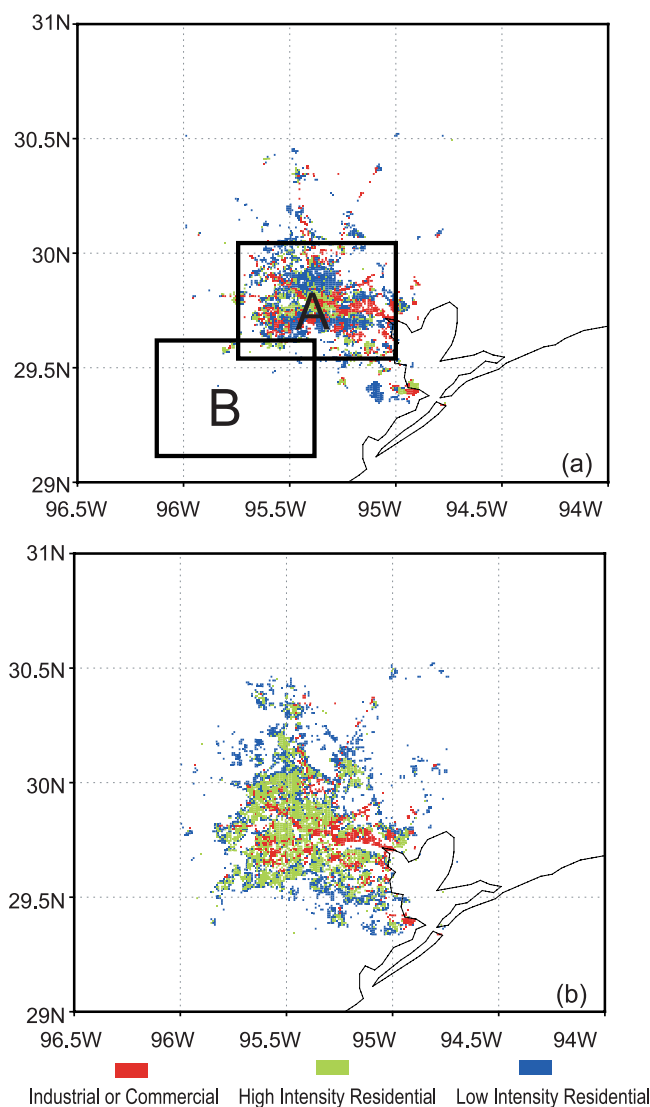 31N
30.5N
30N
A
29.5N
B
29N
(a)
96.5W 96W 95.5W 95W 94.5W 94W
31N
30.5N
30N
29.5N
29N
(b)
96.5W 96W 95.5W 95W 94.5W 94W
Industrial or Commercial High Intensity Residential Low Intensity Residential